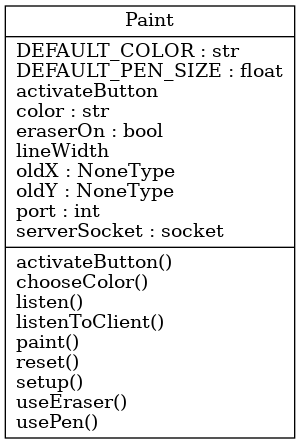 Paint
DEFAULT_COLOR : str
DEFAULT_PEN_SIZE : float
activateButton
color : str
eraserOn : bool
lineWidth
oldX : NoneType
oldY : NoneType
port : int
serverSocket : socket
activateButton()
chooseColor()
listen()
listenToClient()
paint()
reset()
setup()
useEraser()
usePen()